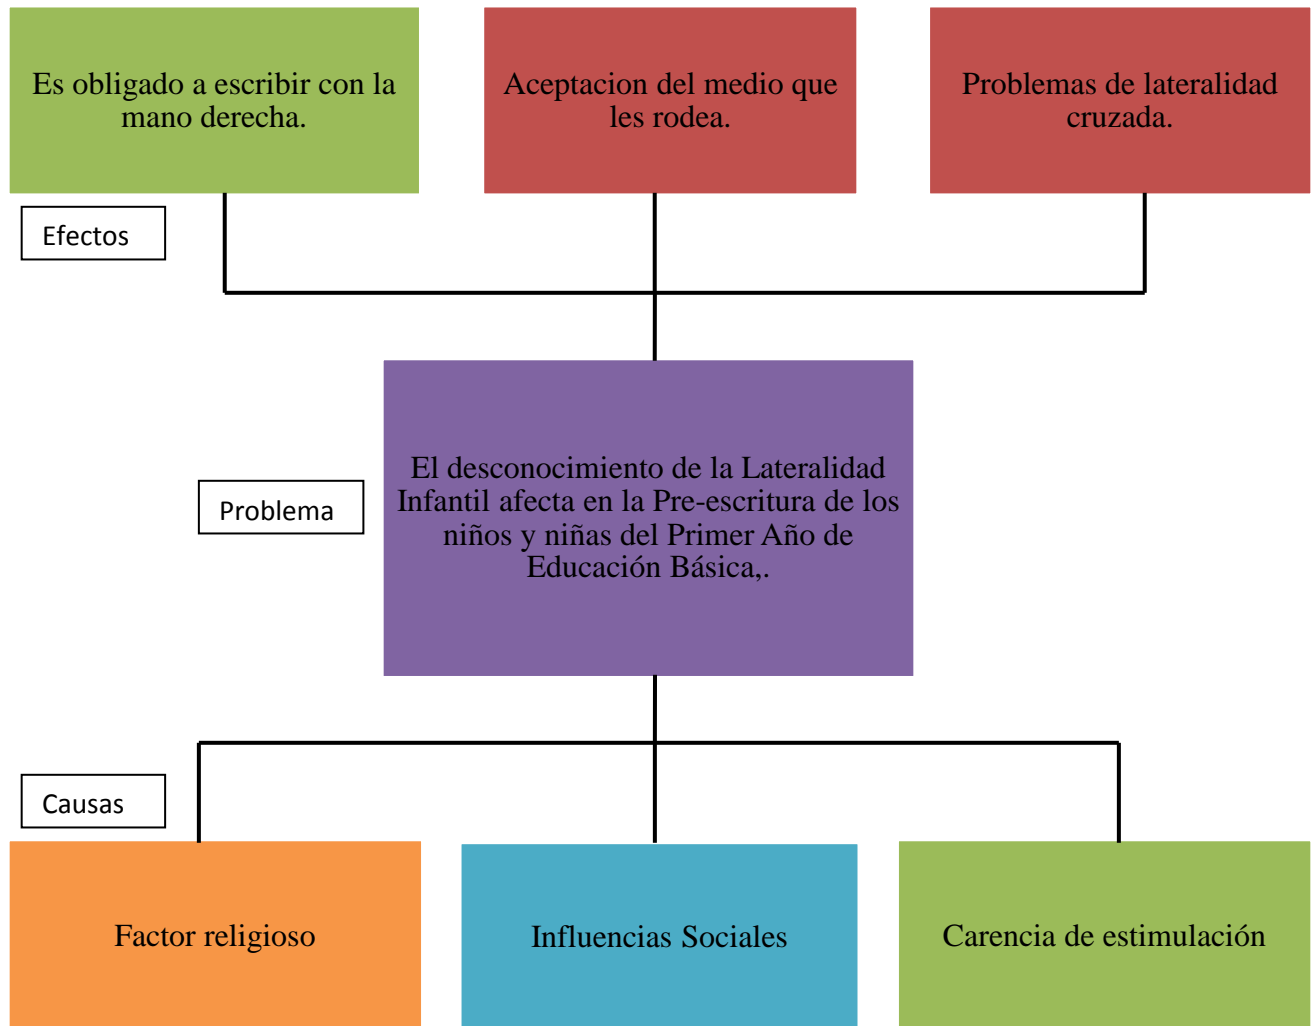 Es obligado a escribir con la
mano derecha.
Aceptacion del medio que
les rodea.
Problemas de lateralidad
cruzada.
Efectos
El desconocimiento de la Lateralidad
Infantil afecta en la Pre-escritura de los
niños y niñas del Primer Año de
Educación Básica,.
Problema
Causas
Factor religioso
Influencias Sociales
Carencia de estimulación